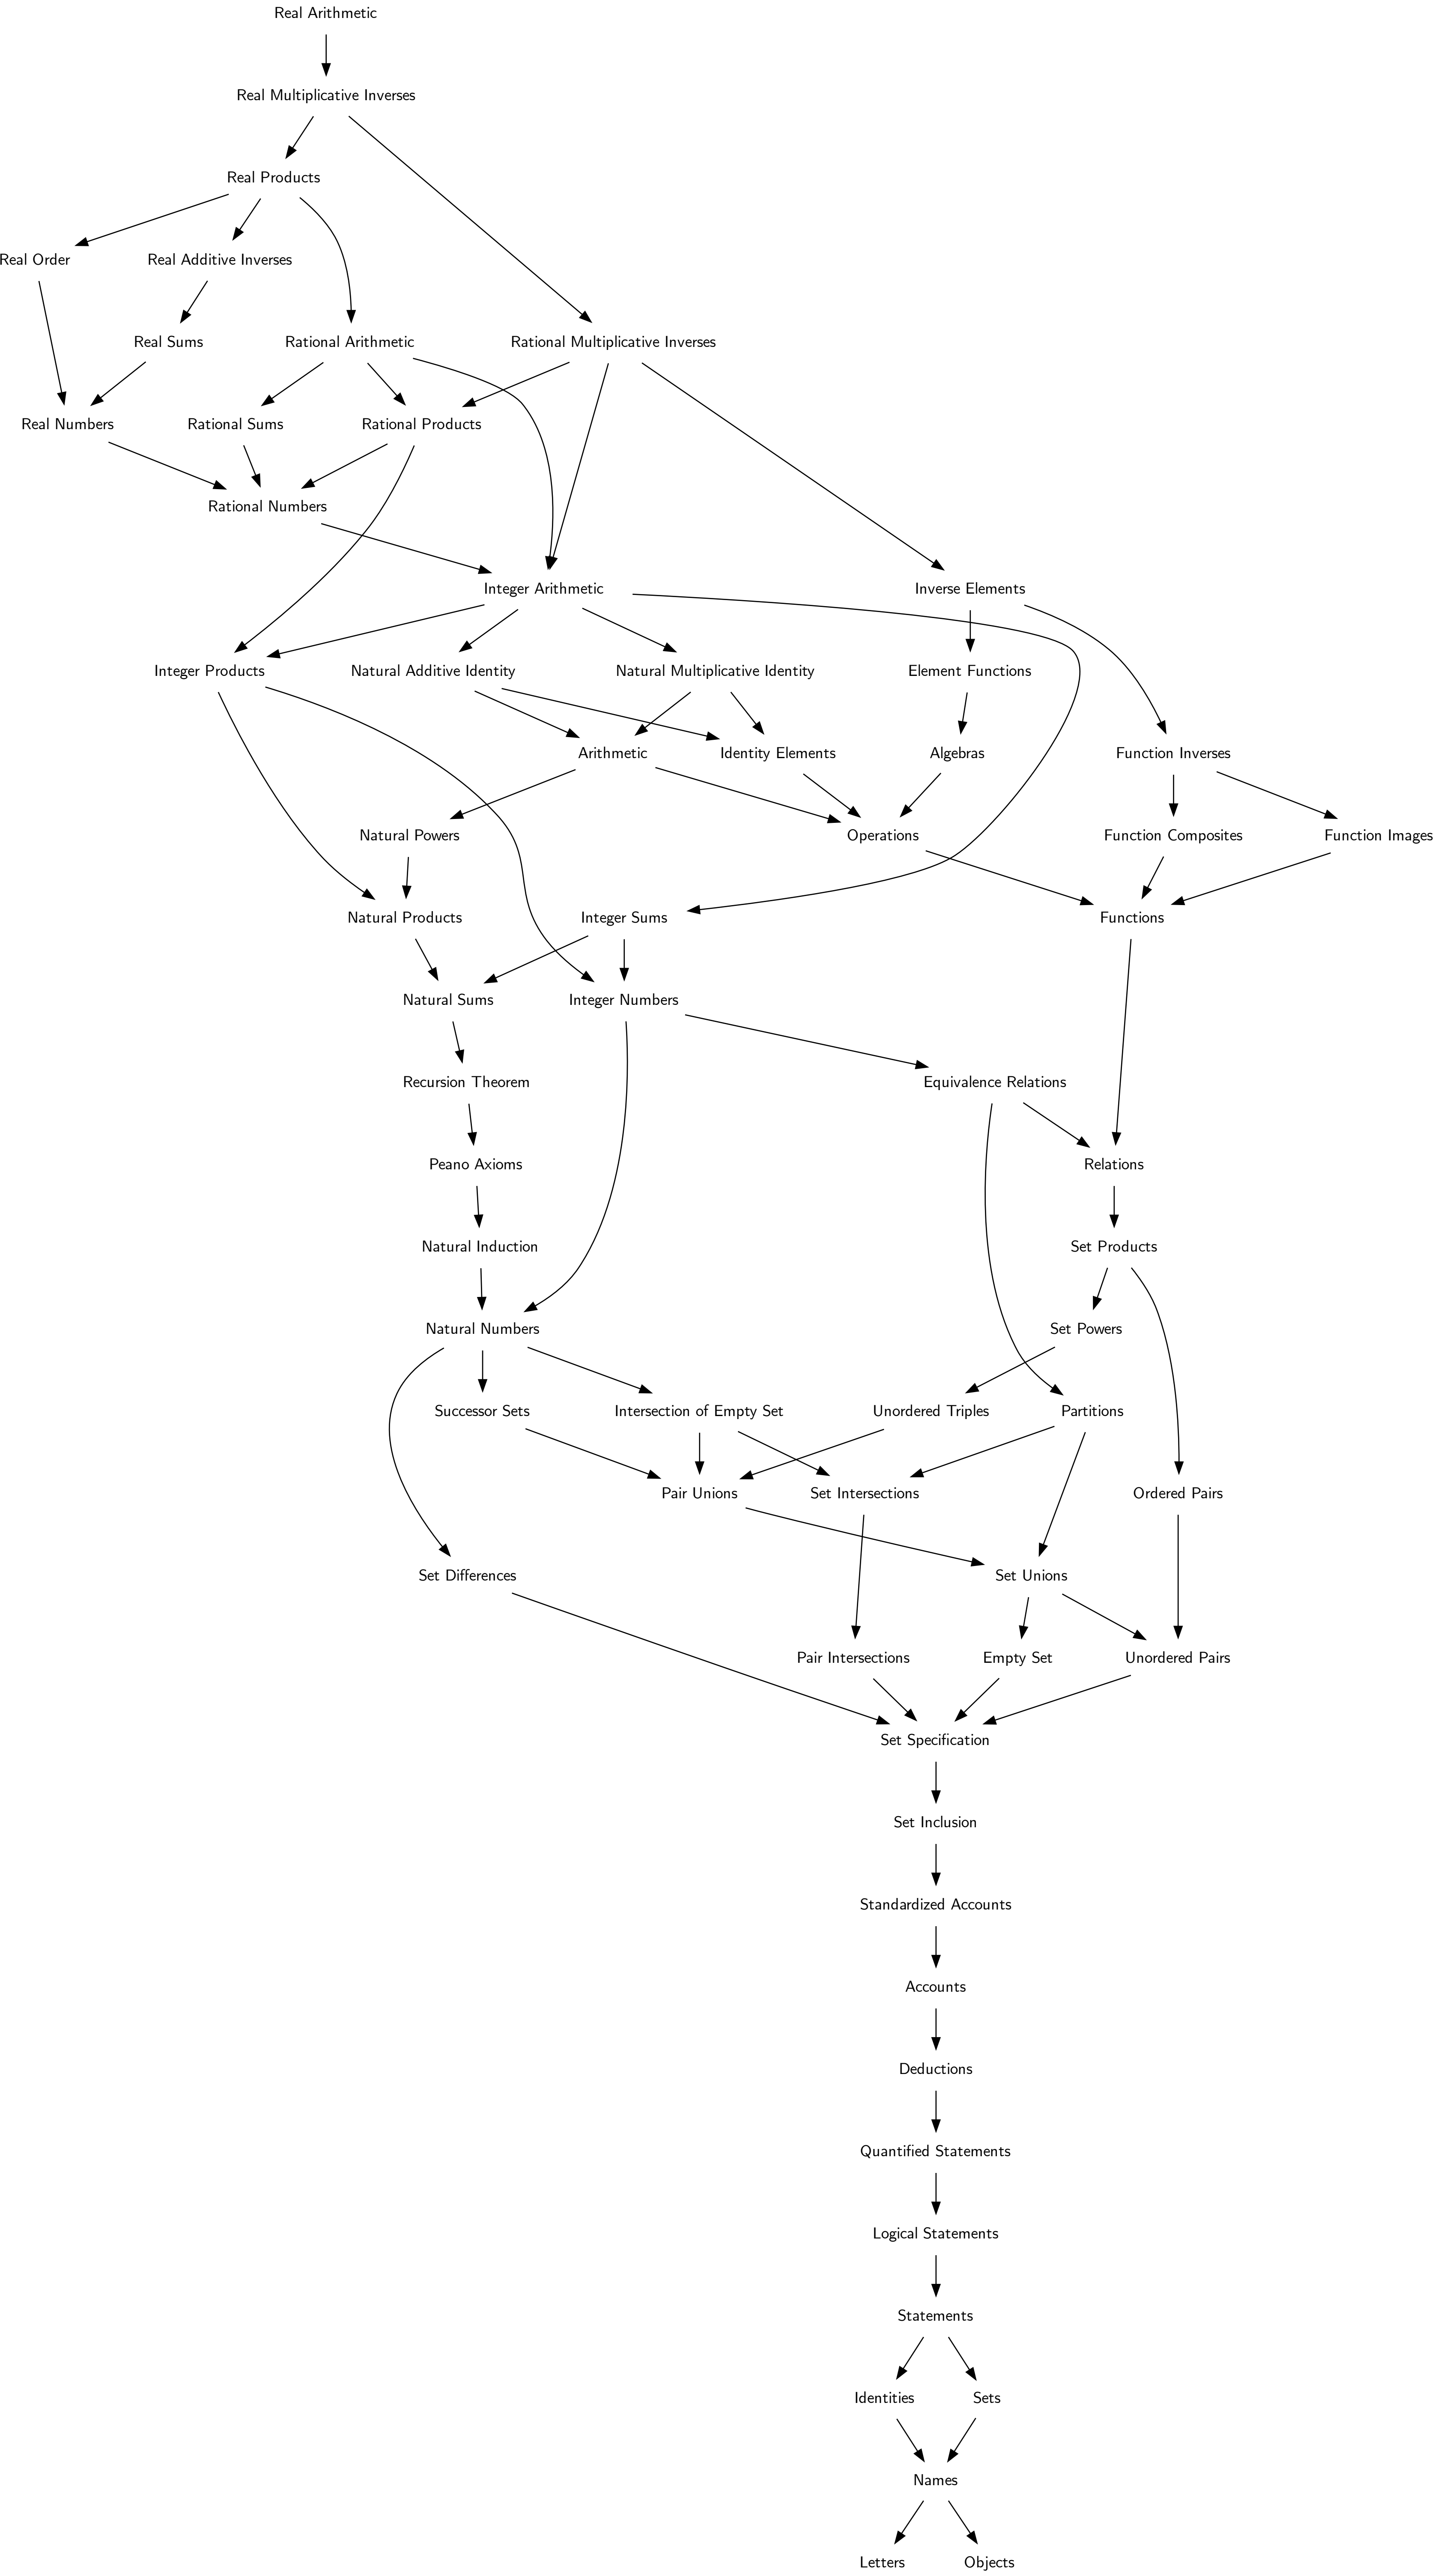 Real Arithmetic
Real Multiplicative Inverses
Real Products
Real Order
Real Additive Inverses
Real Sums
Rational Arithmetic
Rational Multiplicative Inverses
Real Numbers
Rational Sums
Rational Products
Rational Numbers
Integer Arithmetic
Inverse Elements
Integer Products
Natural Additive Identity
Natural Multiplicative Identity
Element Functions
Arithmetic
Identity Elements
Algebras
Function Inverses
Natural Powers
Operations
Function Composites
Function Images
Natural Products
Integer Sums
Functions
Natural Sums
Integer Numbers
Recursion Theorem
Equivalence Relations
Peano Axioms
Relations
Natural Induction
Set Products
Natural Numbers
Set Powers
Successor Sets
Intersection of Empty Set
Unordered Triples
Partitions
Pair Unions
Set Intersections
Ordered Pairs
Set Differences
Set Unions
Pair Intersections
Empty Set
Unordered Pairs
Set Specification
Set Inclusion
Standardized Accounts
Accounts
Deductions
Quantified Statements
Logical Statements
Statements
Identities
Sets
Names
Letters
Objects